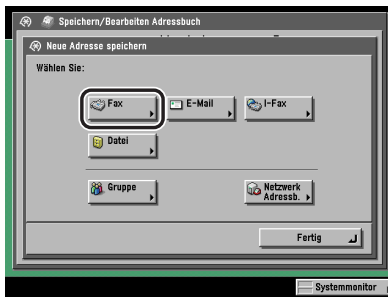 Speichern/Bearbeiten Adressbuch
Neue Adresse speichern
Wählen Sie:
Fax
E-Mail
I-Fax
Datei
Gruppe
Netzwerk
Adressb.
Fertig
Systemmonitor